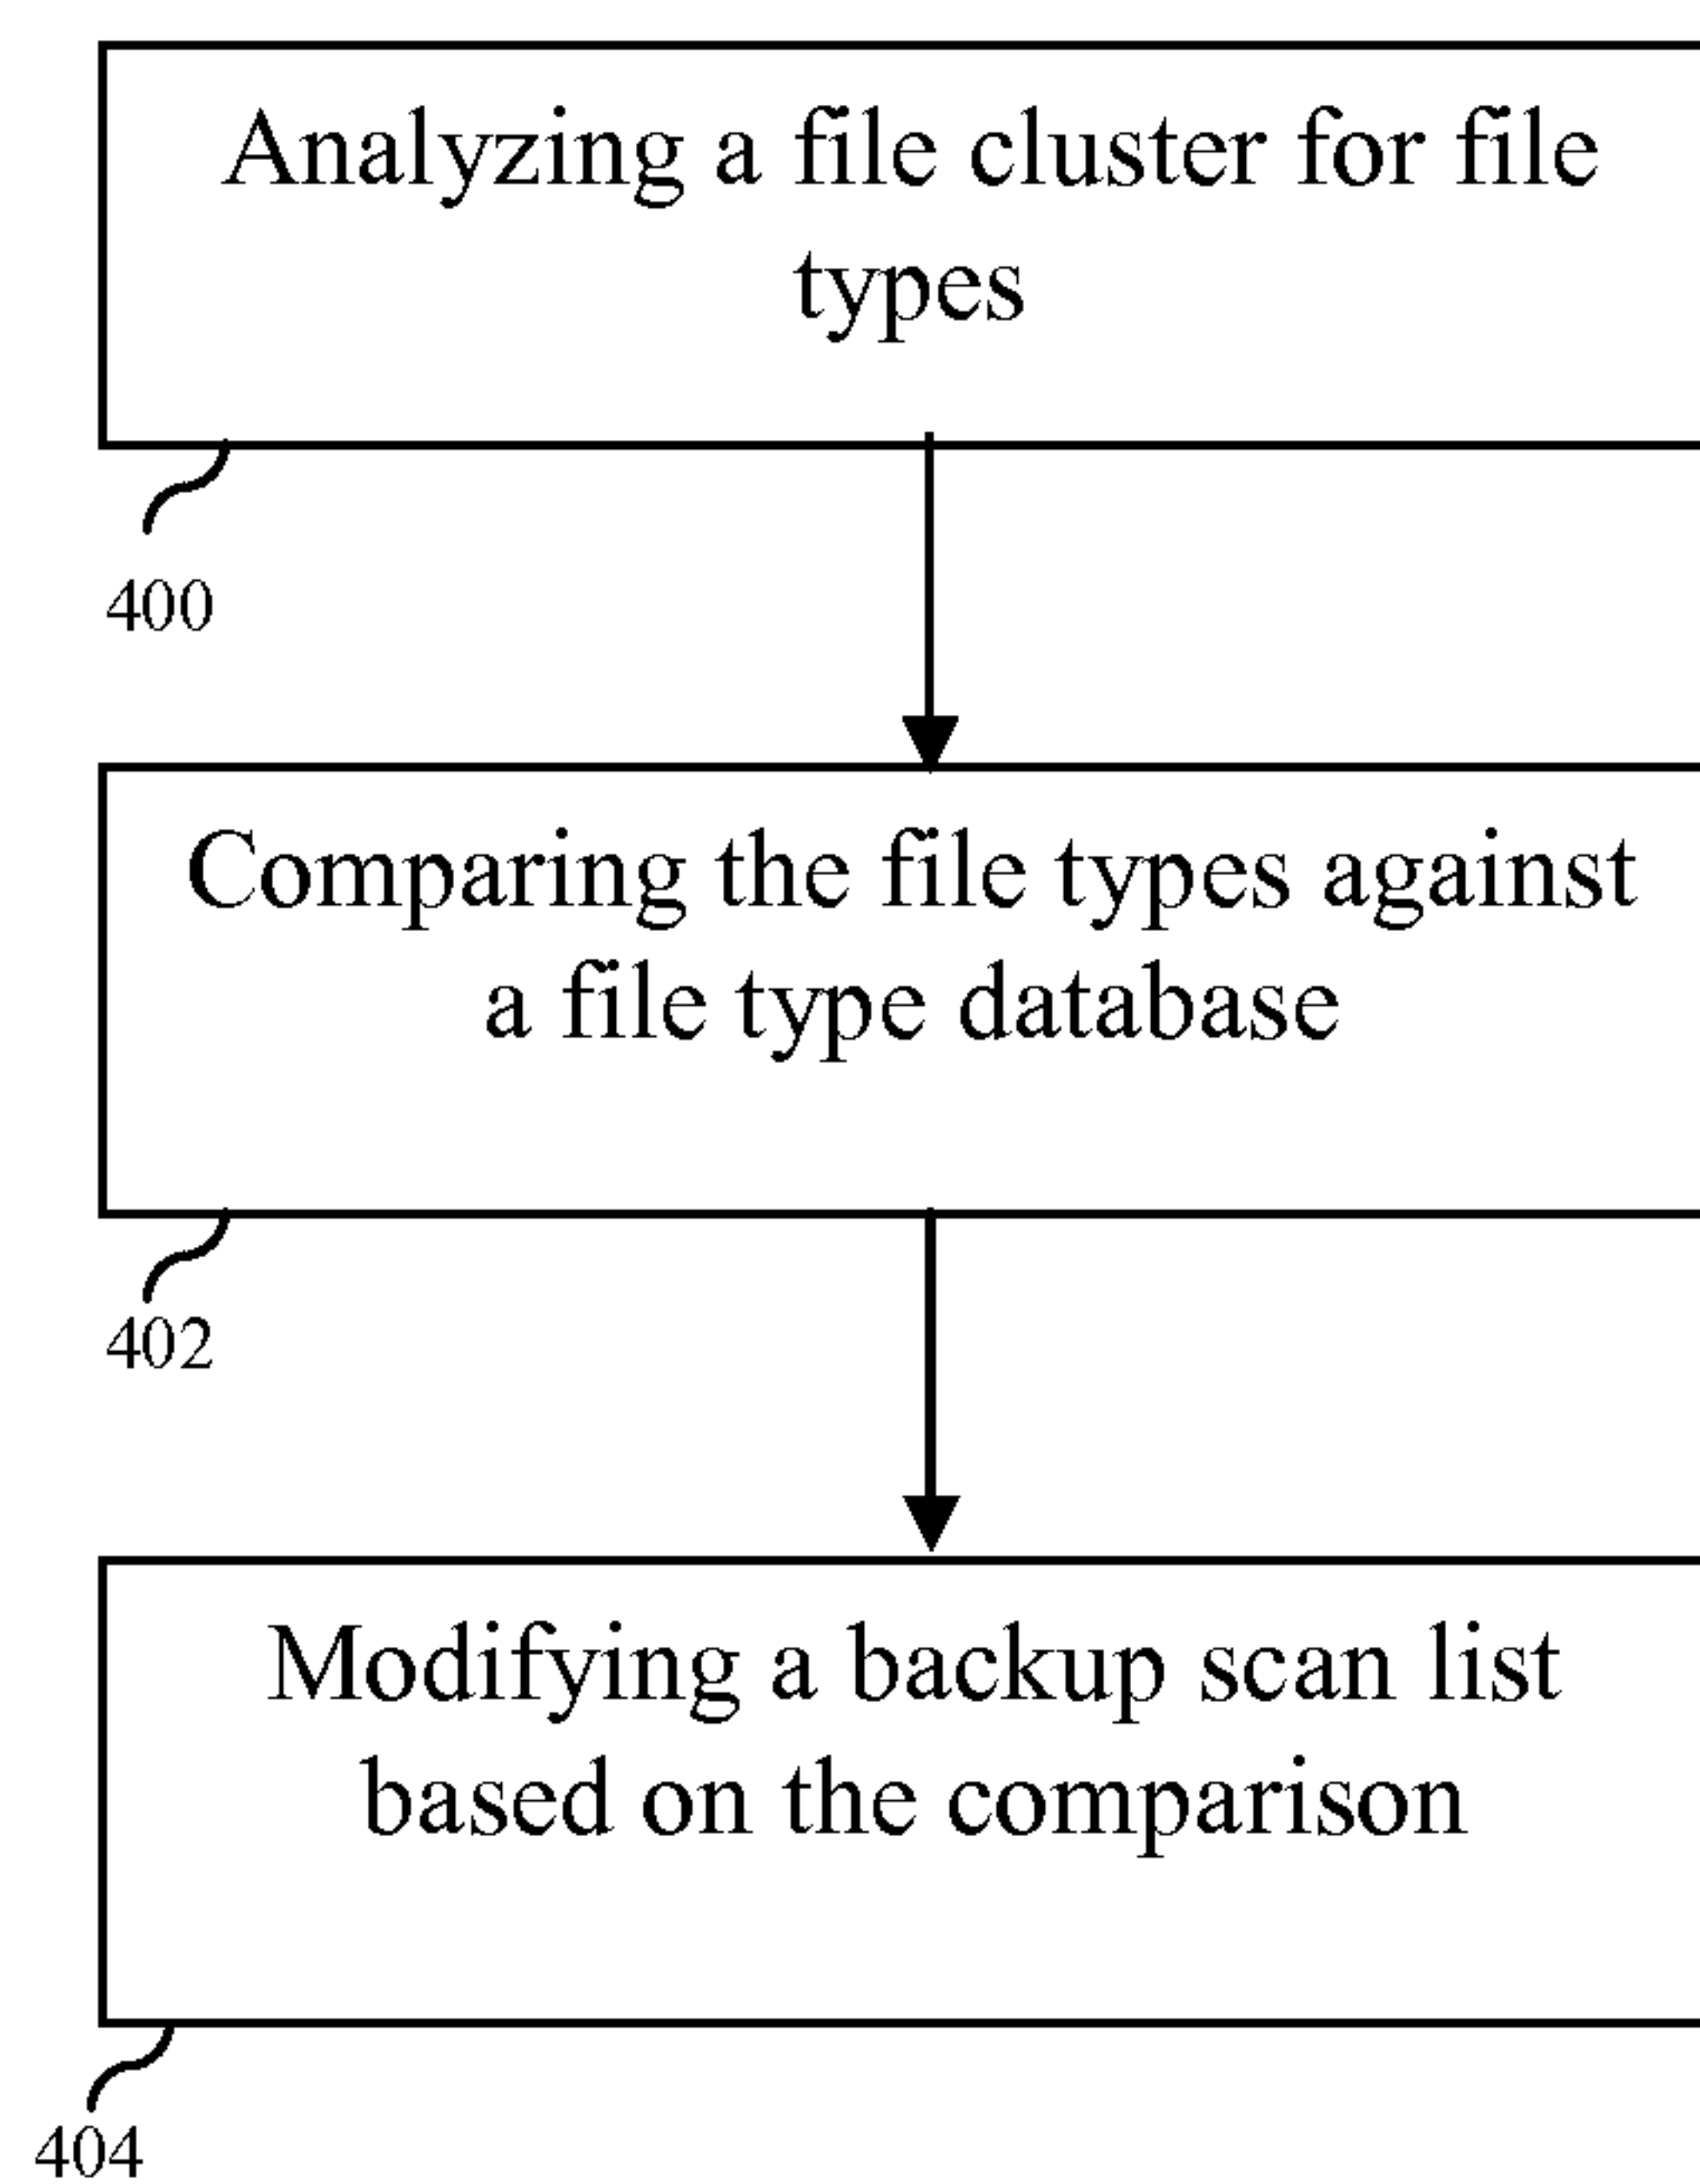 Analyzing a file cluster for file
types
400
Comparing the file types against
a file type database
402
Modifying a backup scan list
based on the comparison
404